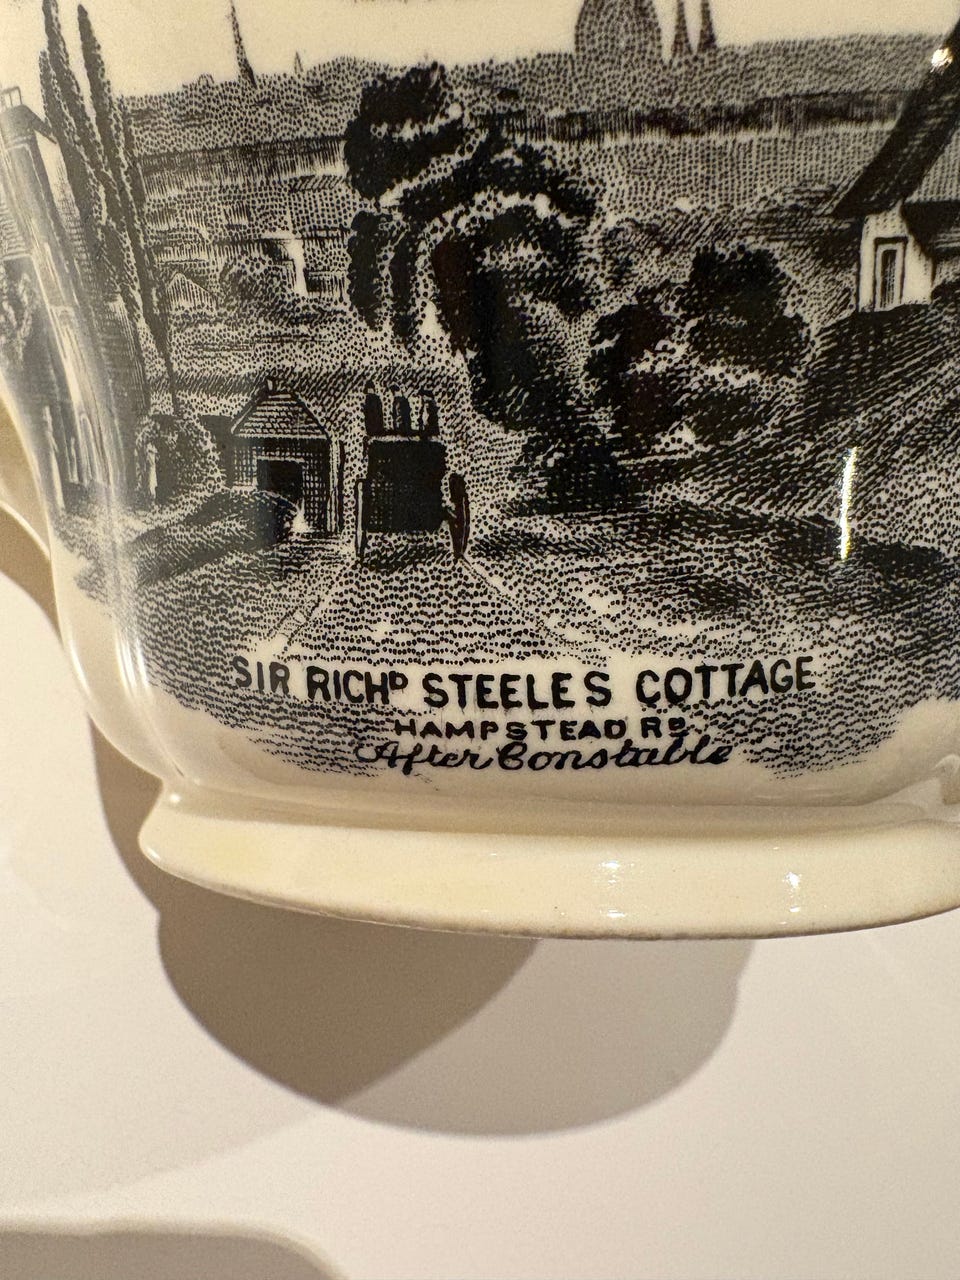 SIR RICHᴰ STEELES COTTAGE
HAMPSTEAD Rᴰ
After Constable